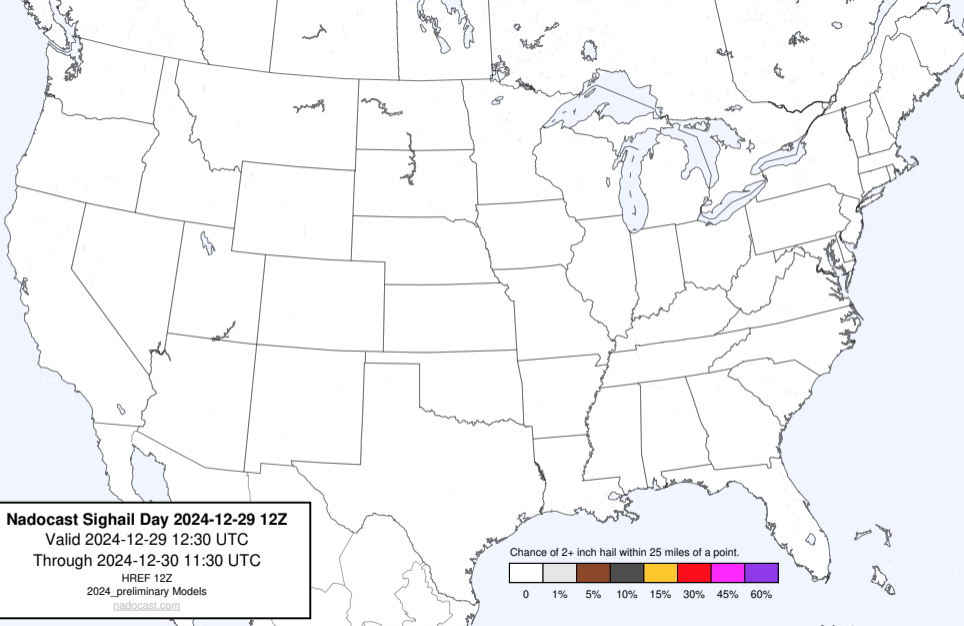 Nadocast Sighail Day 2024-12-29 12Z
Valid 2024-12-29 12:30 UTC
Through 2024-12-30 11:30 UTC
HREF 12Z
2024_preliminary Models
nadocast.com
Chance of 2+ inch hail within 25 miles of a point.
0 1% 5% 10% 15% 30% 45% 60%